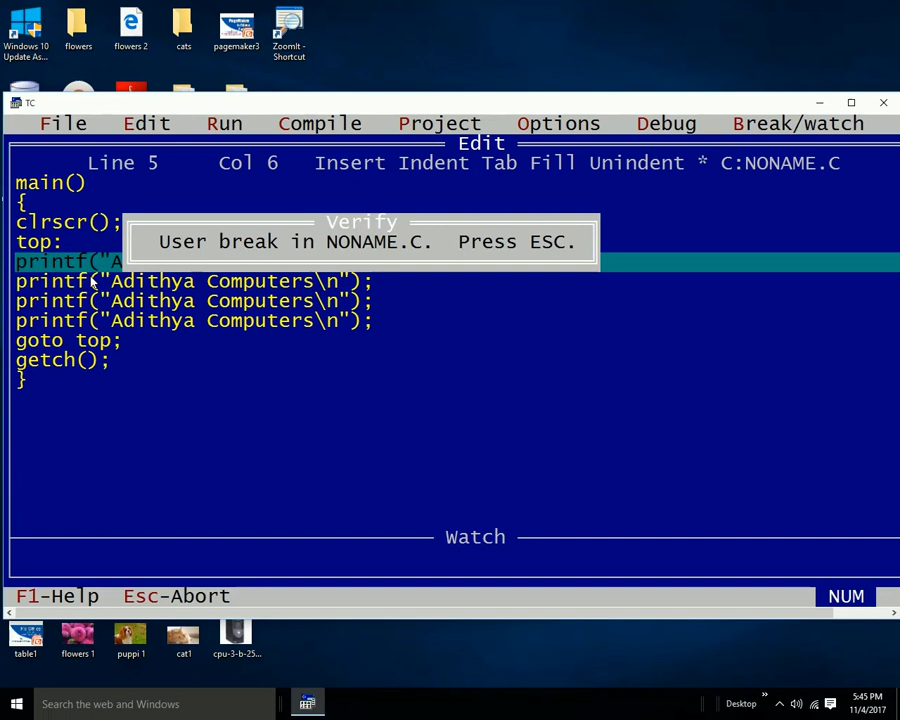 Windows 10
Update As...
flowers
flowers 2
cats
pagemaker3
ZoomIt -
Shortcut
TC
File Edit Run Compile Project Options Debug Break/watch
Edit
Line 5 Col 6 Insert Indent Tab Fill Unindent * C:NONAME.C
main()
{
clrscr();
Verify
User break in NONAME.C. Press ESC.
top:
printf("A
printf("Adithya Computers\n");
printf("Adithya Computers\n");
printf("Adithya Computers\n");
goto top;
getch();
}
Watch
F1-Help Esc-Abort
NUM
table1
flowers 1
puppi 1
cat1
cpu-3-b-25...
Search the web and Windows
Desktop
5:45 PM
11/4/2017